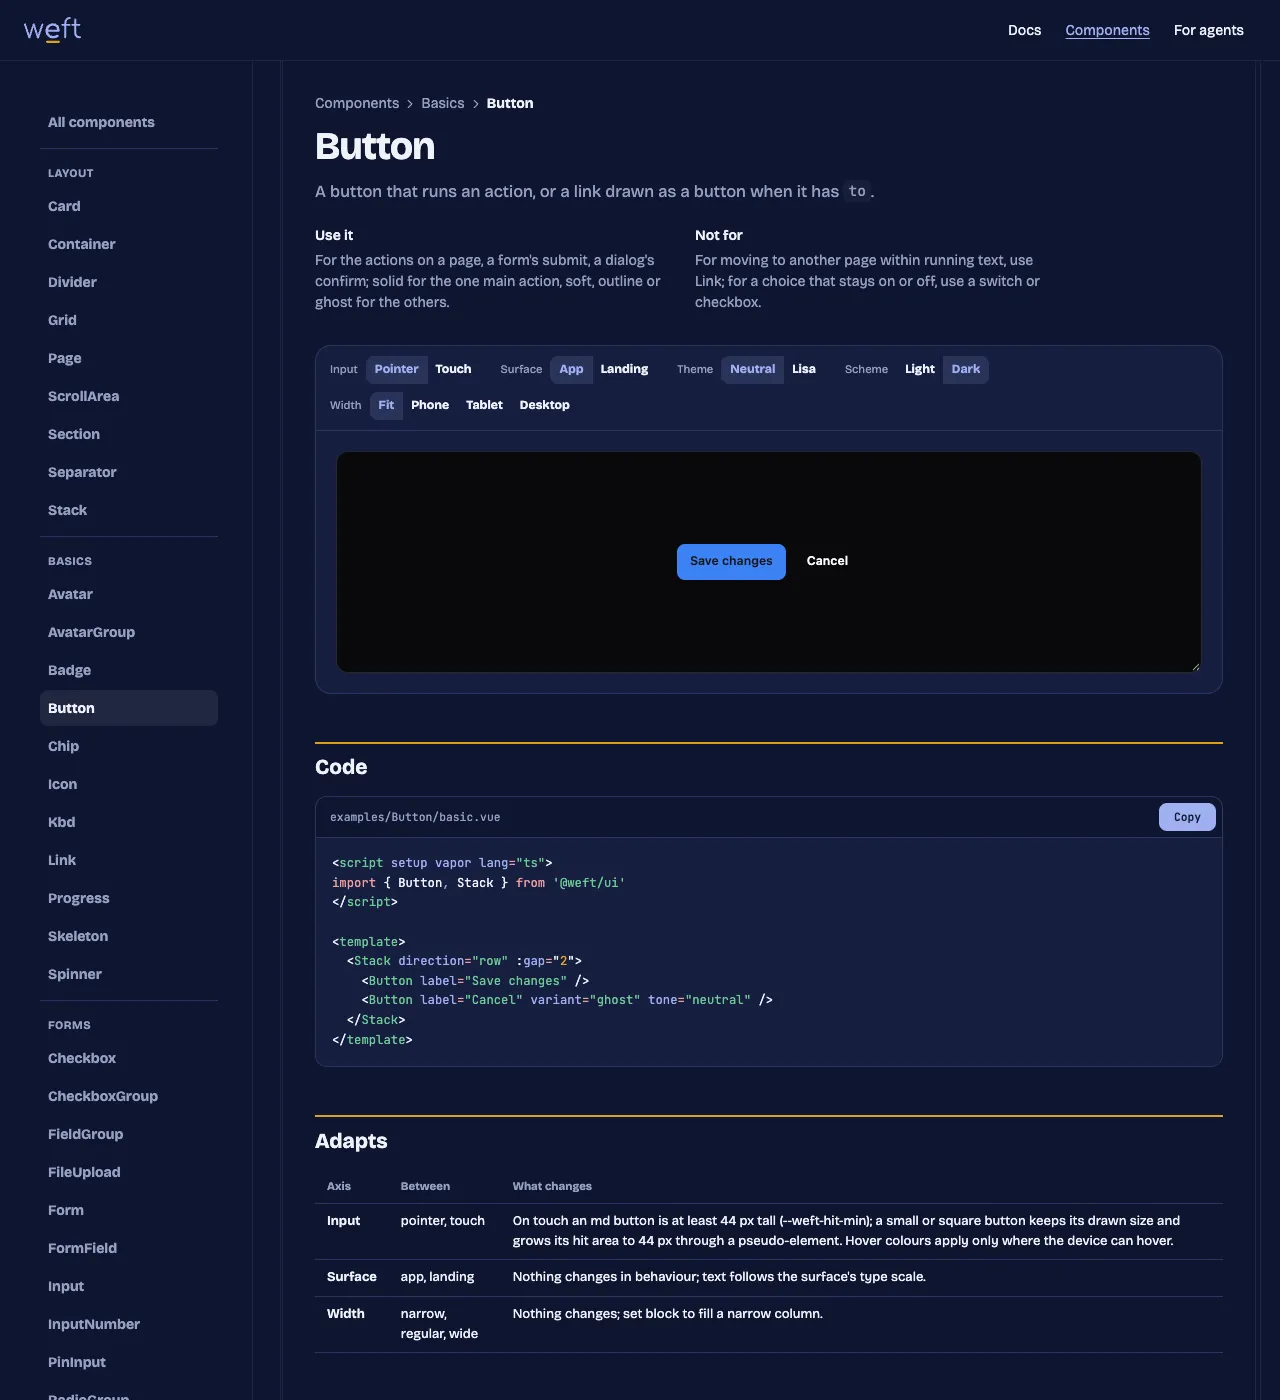 weft
Docs
Components
For agents
All components
LAYOUT
Card
Container
Divider
Grid
Page
ScrollArea
Section
Separator
Stack
BASICS
Avatar
AvatarGroup
Badge
Button
Chip
Icon
Kbd
Link
Progress
Skeleton
Spinner
FORMS
Checkbox
CheckboxGroup
FieldGroup
FileUpload
Form
FormField
Input
InputNumber
PinInput
RadioGroup
Components > Basics > Button
Button
A button that runs an action, or a link drawn as a button when it has to.
Use it
For the actions on a page, a form's submit, a dialog's
confirm; solid for the one main action, soft, outline or
ghost for the others.
Not for
For moving to another page within running text, use
Link; for a choice that stays on or off, use a switch or
checkbox.
Input Pointer Touch Surface App Landing Theme Neutral Lisa Scheme Light Dark
Width Fit Phone Tablet Desktop
Save changes Cancel
Code
examples/Button/basic.vue Copy
<script setup vapor lang="ts">
import { Button, Stack } from '@weft/ui'
</script>
<template>
  <Stack direction="row" :gap="2">
    <Button label="Save changes" />
    <Button label="Cancel" variant="ghost" tone="neutral" />
  </Stack>
</template>
Adapts
Axis Between What changes
Input pointer, touch On touch an md button is at least 44 px tall (--weft-hit-min); a small or square button keeps its drawn size and
grows its hit area to 44 px through a pseudo-element. Hover colours apply only where the device can hover.
Surface app, landing Nothing changes in behaviour; text follows the surface's type scale.
Width narrow, Nothing changes; set block to fill a narrow column.
regular, wide